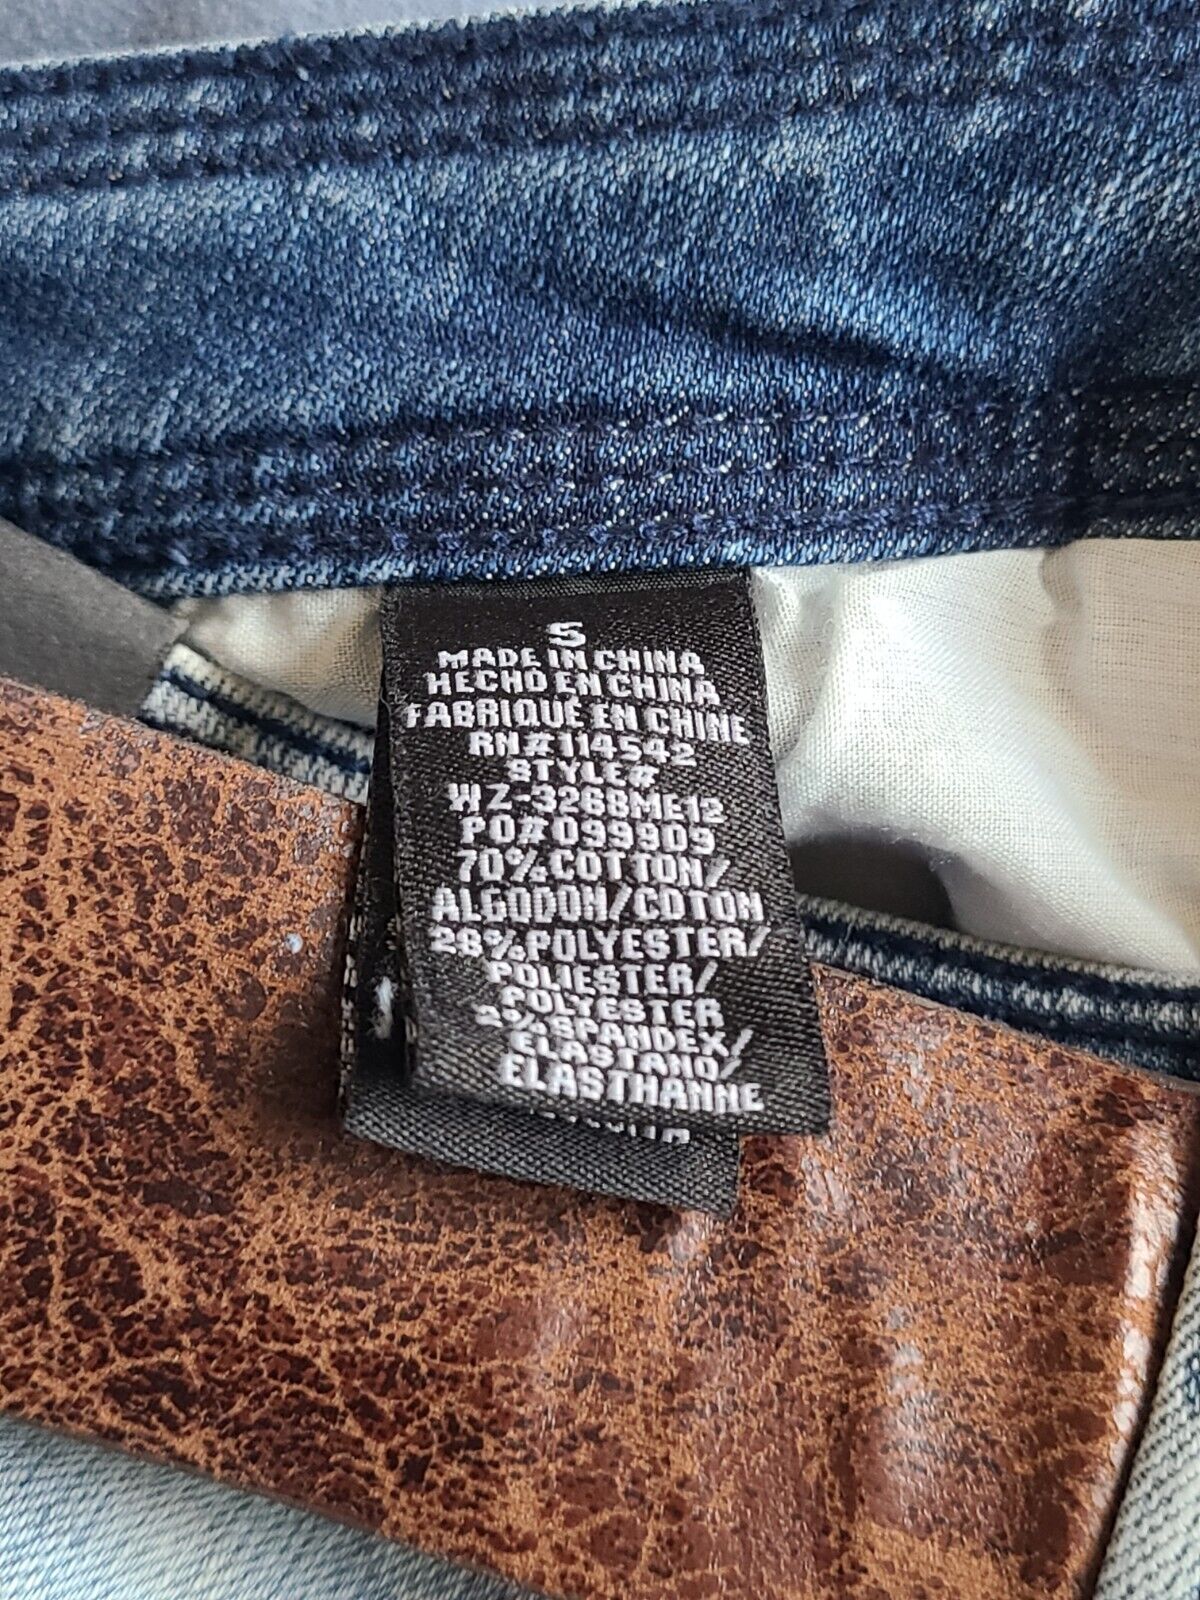 S
MADE IN CHINA
HECHO EN CHINA
FABRIQUÉ EN CHINE
RN#114542
STYLE#
WZ-3268ME12
PO#099909
70%COTTON/
ALGODON/COTON
28%POLYESTER/
POLIESTER/
POLYESTER
2%SPANDEX/
ELASTANO/
ELASTHANNE